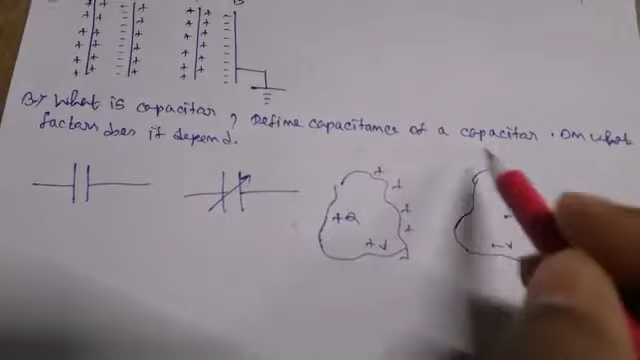 B
Q) What is capacitor, Define capacitance of a capacitor. On what
factors does it depend.
+Q
+V
-V